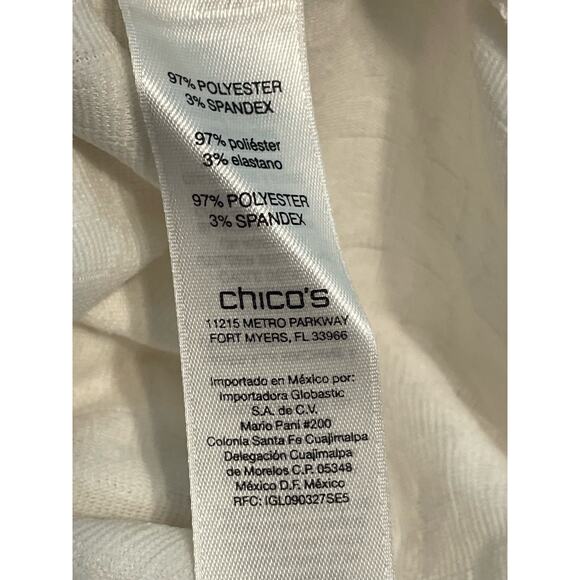 97% POLYESTER
3% SPANDEX
97% poliéster
3% elastano
97% POLYESTER
3% SPANDEX
chico's
11215 METRO PARKWAY
FORT MYERS, FL 33966
Importado en México por:
Importadora Globastic
S.A. de C.V.
Mario Pani #200
Colonia Santa Fe Cuajimalpa
Delegación Cuajimalpa
de Morelos C.P. 05348
México D.F. México
RFC: IGL090327SE5